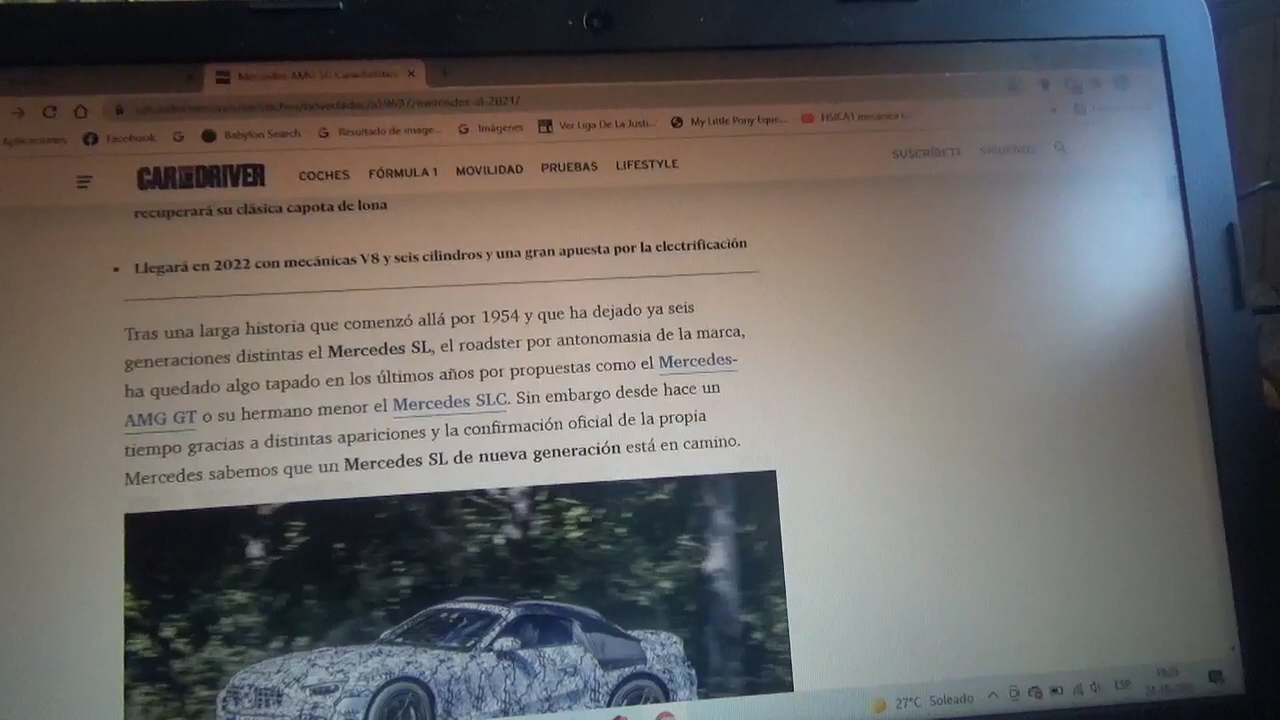 Mercedes AMG SL
mercedes-sl-2021/
Aplicaciones Facebook Babylon Search Resultado de image... Imágenes Ver Liga De La Justi... My Little Pony Eque... FISICA1 mecánica
CAR AND DRIVER COCHES FÓRMULA 1 MOVILIDAD PRUEBAS LIFESTYLE SUSCRÍBETE SÍGUENOS
recuperará su clásica capota de lona
• Llegará en 2022 con mecánicas V8 y seis cilindros y una gran apuesta por la electrificación
Tras una larga historia que comenzó allá por 1954 y que ha dejado ya seis
generaciones distintas el Mercedes SL, el roadster por antonomasia de la marca,
ha quedado algo tapado en los últimos años por propuestas como el Mercedes-
AMG GT o su hermano menor el Mercedes SLC. Sin embargo desde hace un
tiempo gracias a distintas apariciones y la confirmación oficial de la propia
Mercedes sabemos que un Mercedes SL de nueva generación está en camino.
27°C Soleado ESP